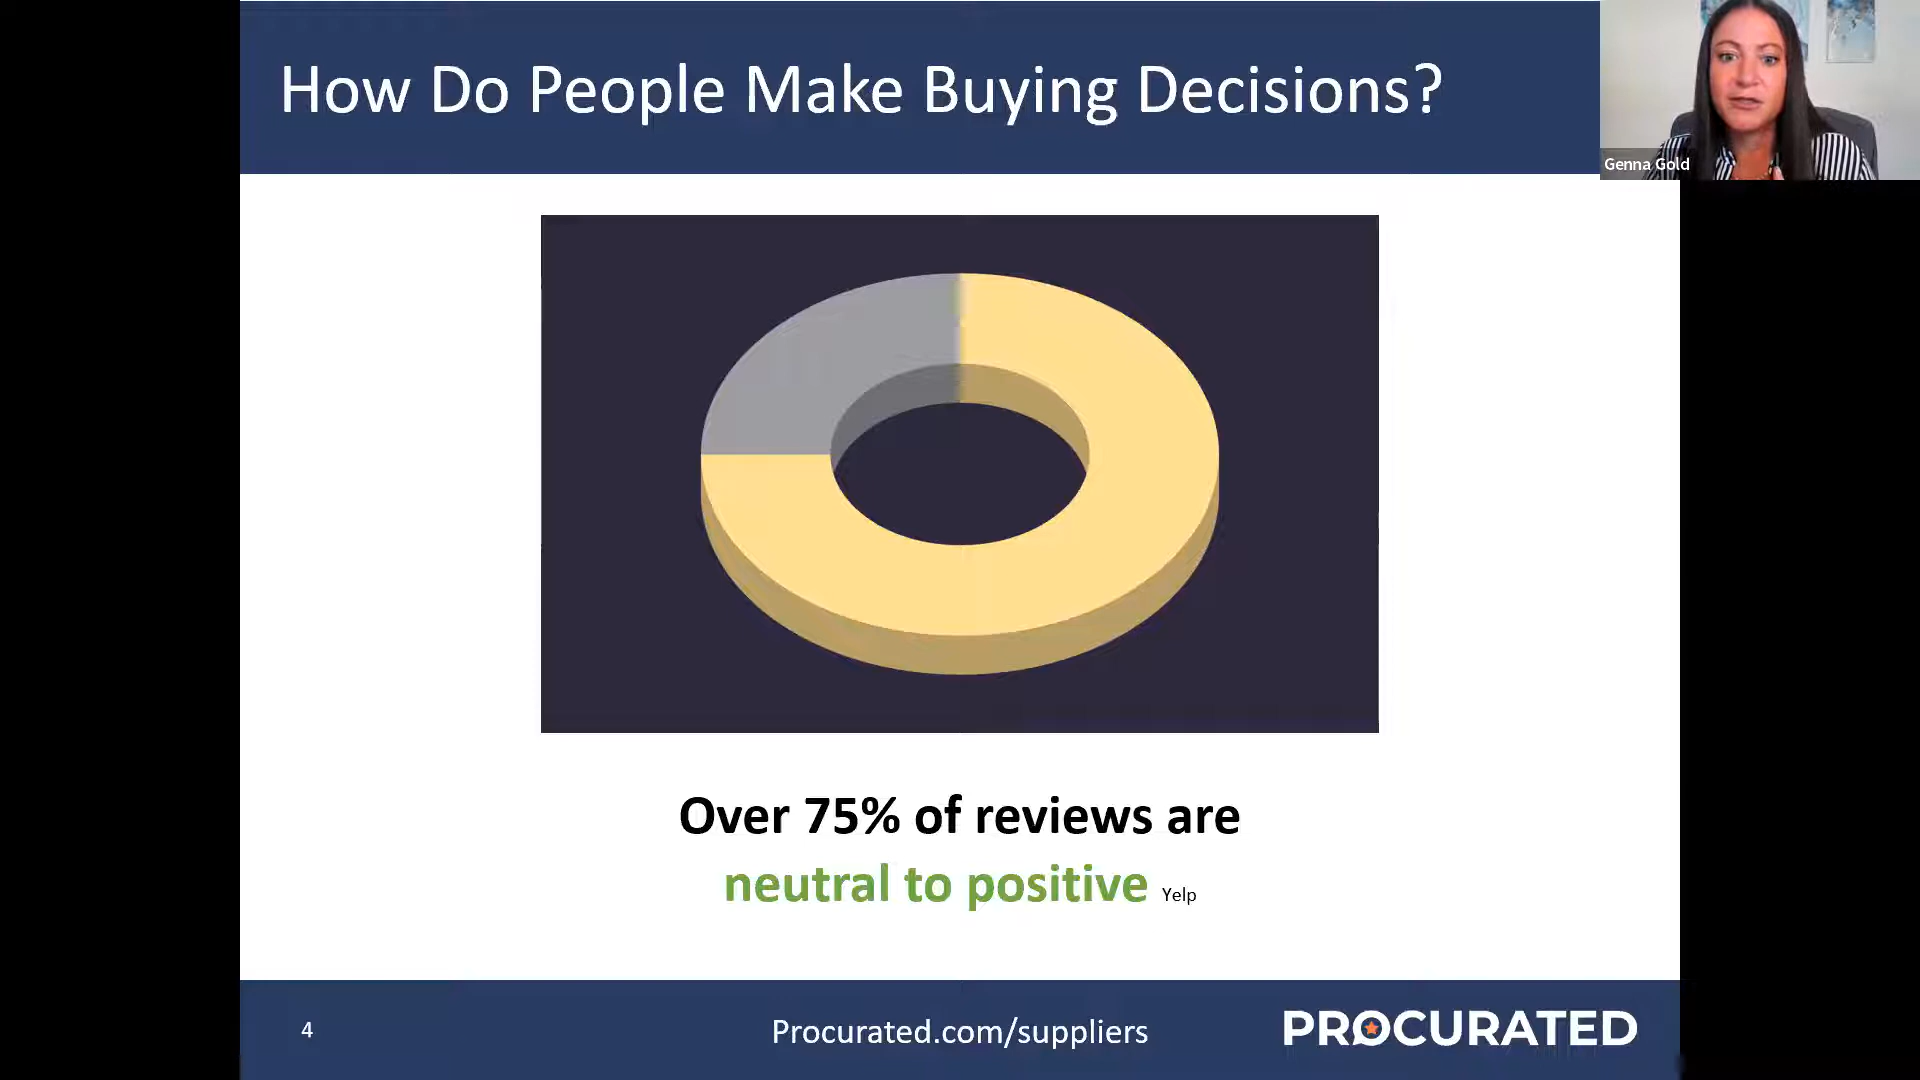 How Do People Make Buying Decisions?
Genna Gold
Over 75% of reviews are
neutral to positive Yelp
4
Procurated.com/suppliers
PROCURATED